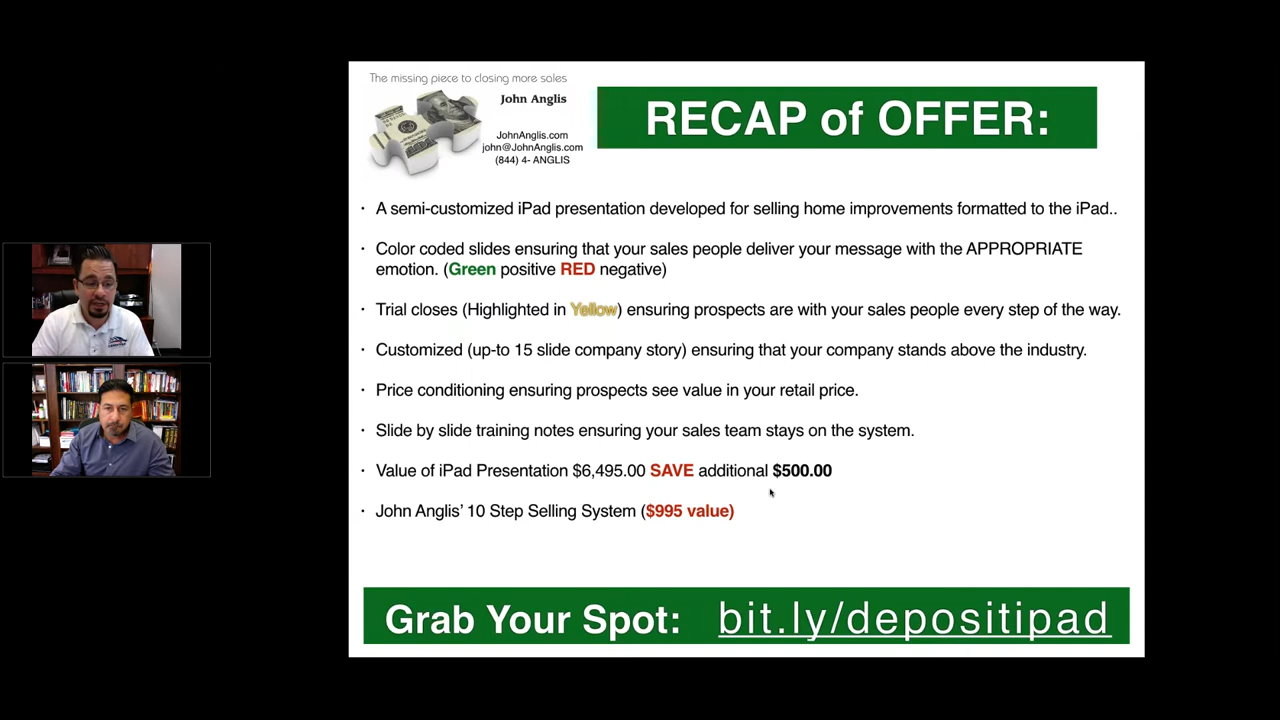 The missing piece to closing more sales
John Anglis
JohnAnglis.com
john@JohnAnglis.com
(844) 4- ANGLIS
RECAP of OFFER:
· A semi-customized iPad presentation developed for selling home improvements formatted to the iPad..
· Color coded slides ensuring that your sales people deliver your message with the APPROPRIATE
emotion. (Green positive RED negative)
· Trial closes (Highlighted in Yellow) ensuring prospects are with your sales people every step of the way.
· Customized (up-to 15 slide company story) ensuring that your company stands above the industry.
· Price conditioning ensuring prospects see value in your retail price.
· Slide by slide training notes ensuring your sales team stays on the system.
· Value of iPad Presentation $6,495.00 SAVE additional $500.00
· John Anglis' 10 Step Selling System ($995 value)
Grab Your Spot: bit.ly/depositipad